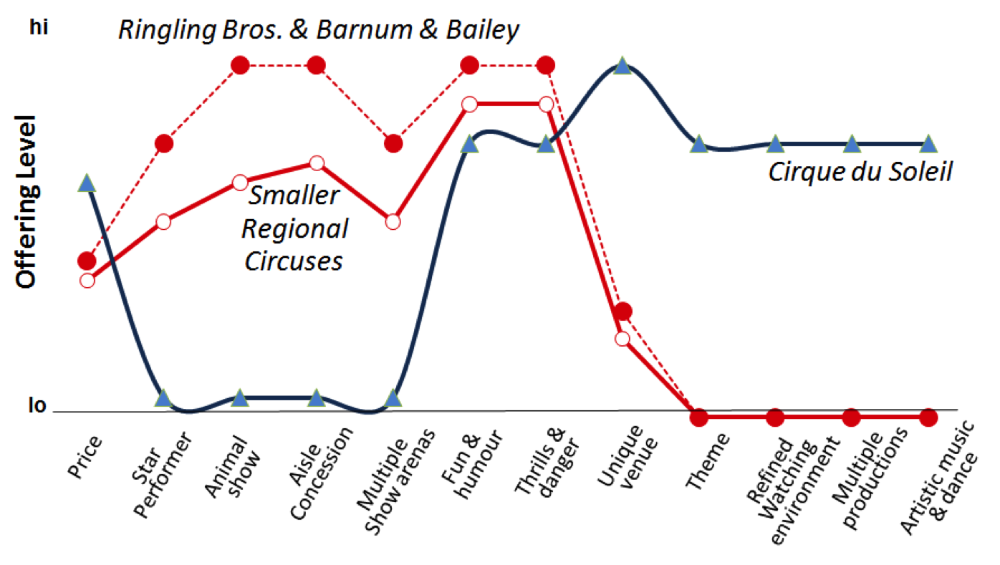 hi
Ringling Bros. & Barnum & Bailey
Offering Level
Smaller
Regional
Circuses
Cirque du Soleil
lo
Price
Star
Performer
Animal
show
Aisle
Concession
Multiple
Show arenas
Fun &
humour
Thrills &
danger
Unique
venue
Theme
Refined
Watching
environment
Multiple
productions
Artistic music
& dance